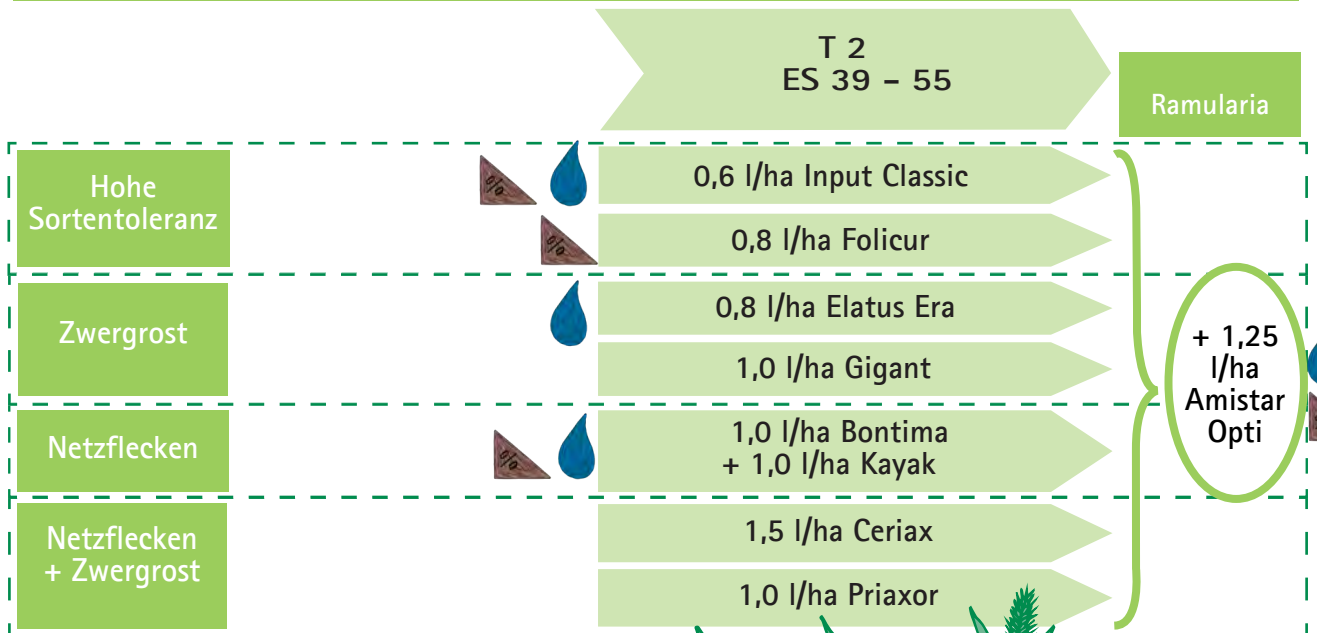 T 2
ES 39 – 55
Ramularia
Hohe
Sortentoleranz
%
0,6 l/ha Input Classic
%
0,8 l/ha Folicur
Zwergrost
0,8 l/ha Elatus Era
1,0 l/ha Gigant
+ 1,25
l/ha
Amistar
Opti
Netzflecken
%
1,0 l/ha Bontima
+ 1,0 l/ha Kayak
Netzflecken
+ Zwergrost
1,5 l/ha Ceriax
1,0 l/ha Priaxor